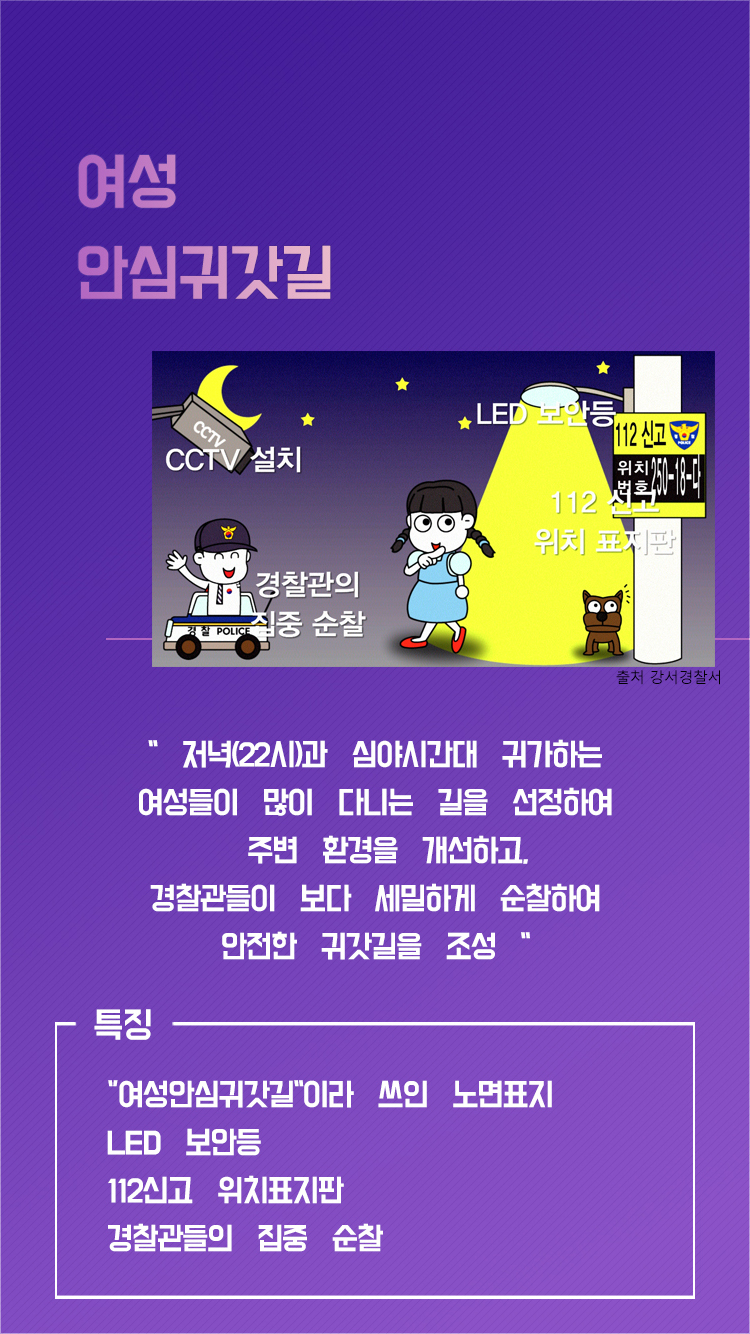 여성
안심귀갓길
CCTV
CCTV 설치
LED 보안등
112 신고
POLICE
위치
번호 250-18-다
112 신고
위치 표지판
경찰관의
집중 순찰
경찰 POLICE
출처 강서경찰서
" 저녁(22시)과 심야시간대 귀가하는
여성들이 많이 다니는 길을 선정하여
주변 환경을 개선하고,
경찰관들이 보다 세밀하게 순찰하여
안전한 귀갓길을 조성 "
특징
"여성안심귀갓길"이라 쓰인 노면표지
LED 보안등
112신고 위치표지판
경찰관들의 집중 순찰